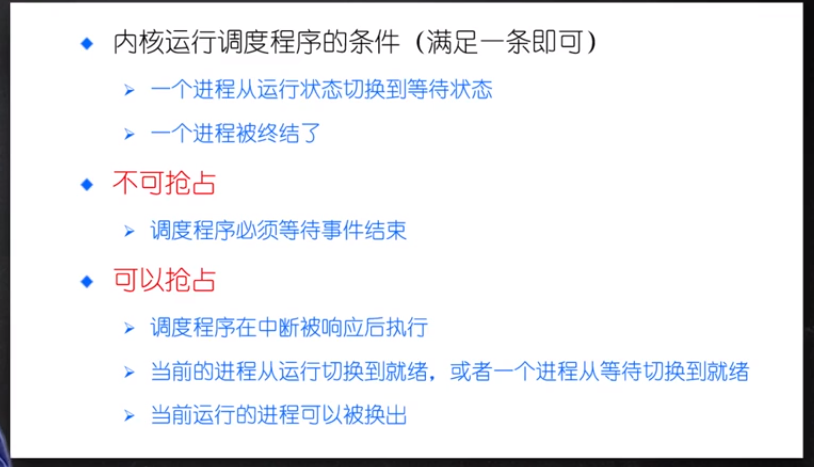 内核运行调度程序的条件（满足一条即可）
一个进程从运行状态切换到等待状态
一个进程被终结了
不可抢占
调度程序必须等待事件结束
可以抢占
调度程序在中断被响应后执行
当前的进程从运行切换到就绪，或者一个进程从等待切换到就绪
当前运行的进程可以被换出